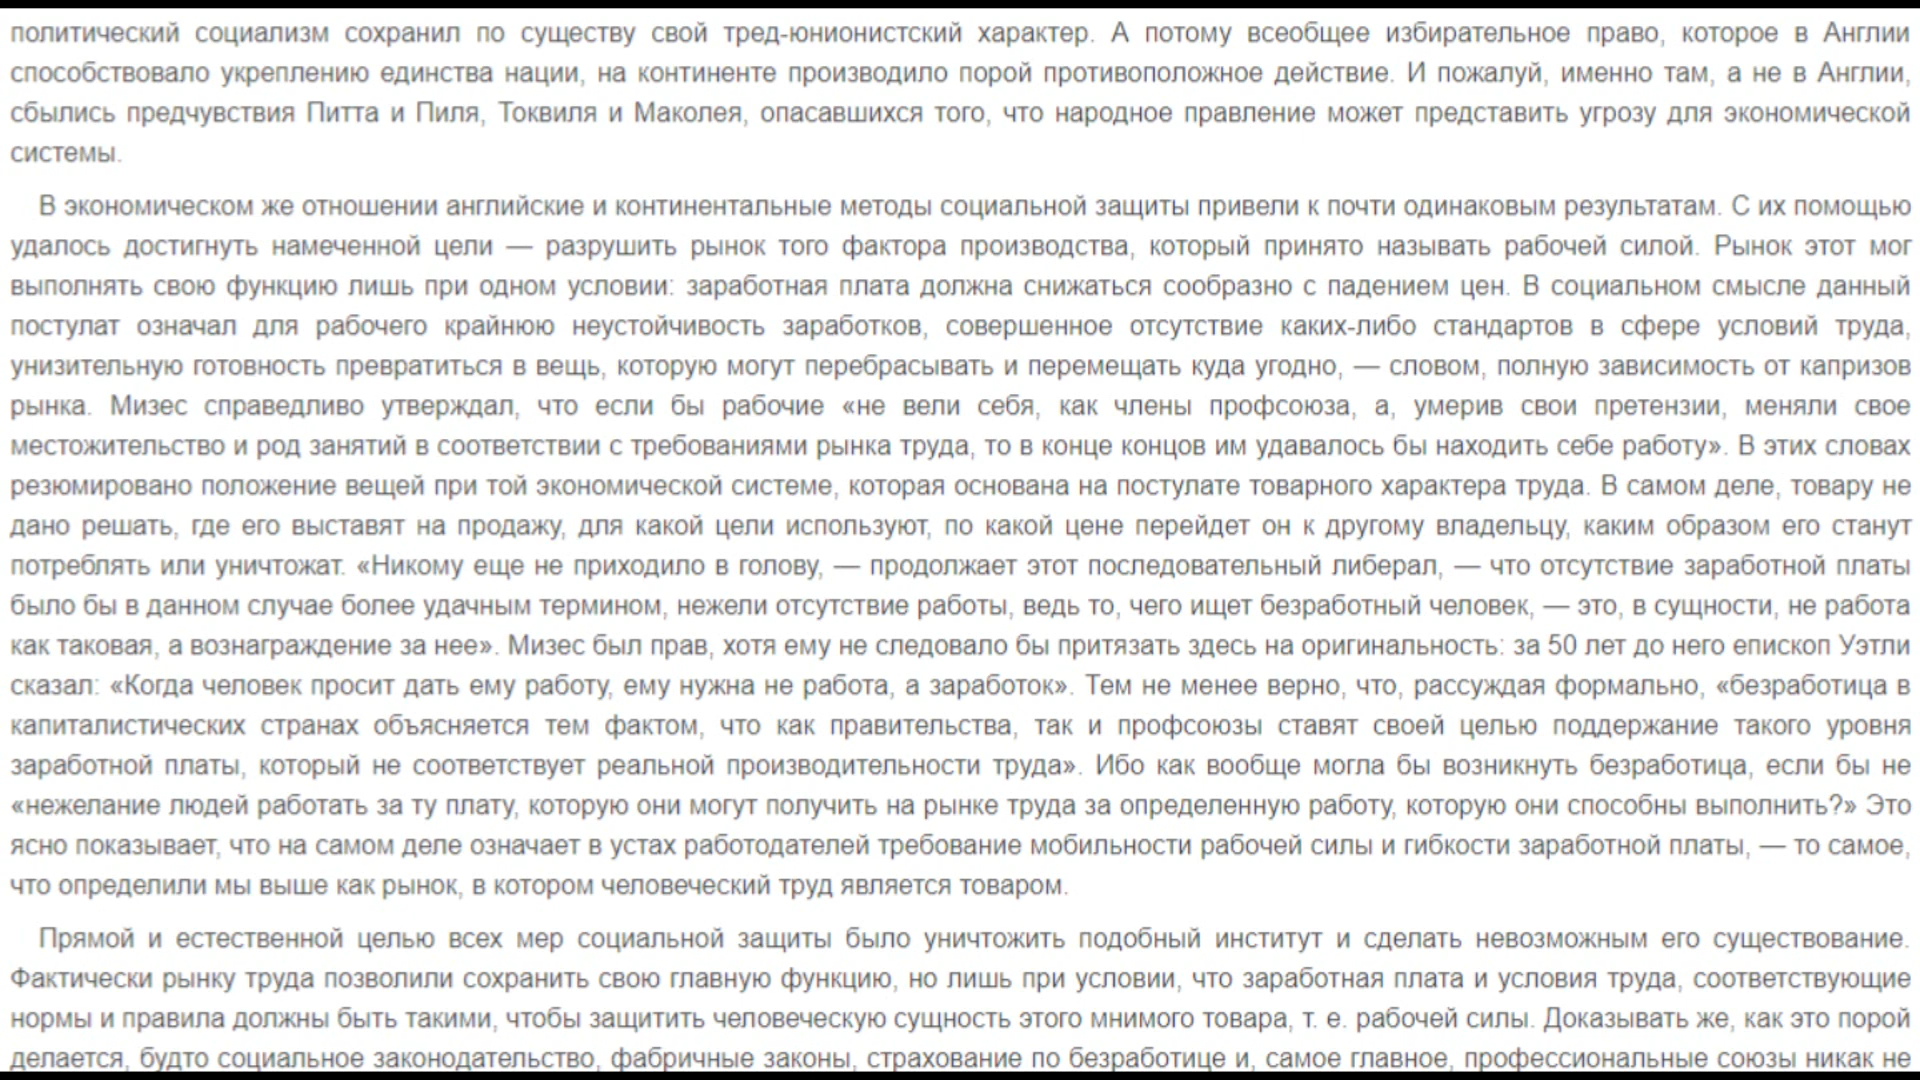 политический социализм сохранил по существу свой тред-юнионистский характер. А потому всеобщее избирательное право, которое в Англии
способствовало укреплению единства нации, на континенте производило порой противоположное действие. И пожалуй, именно там, а не в Англии,
сбылись предчувствия Питта и Пиля, Токвиля и Маколея, опасавшихся того, что народное правление может представить угрозу для экономической
системы.
В экономическом же отношении английские и континентальные методы социальной защиты привели к почти одинаковым результатам. С их помощью
удалось достигнуть намеченной цели — разрушить рынок того фактора производства, который принято называть рабочей силой. Рынок этот мог
выполнять свою функцию лишь при одном условии: заработная плата должна снижаться сообразно с падением цен. В социальном смысле данный
постулат означал для рабочего крайнюю неустойчивость заработков, совершенное отсутствие каких-либо стандартов в сфере условий труда,
унизительную готовность превратиться в вещь, которую могут перебрасывать и перемещать куда угодно, — словом, полную зависимость от капризов
рынка. Мизес справедливо утверждал, что если бы рабочие «не вели себя, как члены профсоюза, а, умерив свои претензии, меняли свое
местожительство и род занятий в соответствии с требованиями рынка труда, то в конце концов им удавалось бы находить себе работу». В этих словах
резюмировано положение вещей при той экономической системе, которая основана на постулате товарного характера труда. В самом деле, товару не
дано решать, где его выставят на продажу, для какой цели используют, по какой цене перейдет он к другому владельцу, каким образом его станут
потреблять или уничтожат. «Никому еще не приходило в голову, — продолжает этот последовательный либерал, — что отсутствие заработной платы
было бы в данном случае более удачным термином, нежели отсутствие работы, ведь то, чего ищет безработный человек, — это, в сущности, не работа
как таковая, а вознаграждение за нее». Мизес был прав, хотя ему не следовало бы притязать здесь на оригинальность: за 50 лет до него епископ Уэтли
сказал: «Когда человек просит дать ему работу, ему нужна не работа, а заработок». Тем не менее верно, что, рассуждая формально, «безработица в
капиталистических странах объясняется тем фактом, что как правительства, так и профсоюзы ставят своей целью поддержание такого уровня
заработной платы, который не соответствует реальной производительности труда». Ибо как вообще могла бы возникнуть безработица, если бы не
«нежелание людей работать за ту плату, которую они могут получить на рынке труда за определенную работу, которую они способны выполнить?» Это
ясно показывает, что на самом деле означает в устах работодателей требование мобильности рабочей силы и гибкости заработной платы, — то самое,
что определили мы выше как рынок, в котором человеческий труд является товаром.
Прямой и естественной целью всех мер социальной защиты было уничтожить подобный институт и сделать невозможным его существование.
Фактически рынку труда позволили сохранить свою главную функцию, но лишь при условии, что заработная плата и условия труда, соответствующие
нормы и правила должны быть такими, чтобы защитить человеческую сущность этого мнимого товара, т. е. рабочей силы. Доказывать же, как это порой
делается, будто социальное законодательство, фабричные законы, страхование по безработице и, самое главное, профессиональные союзы никак не